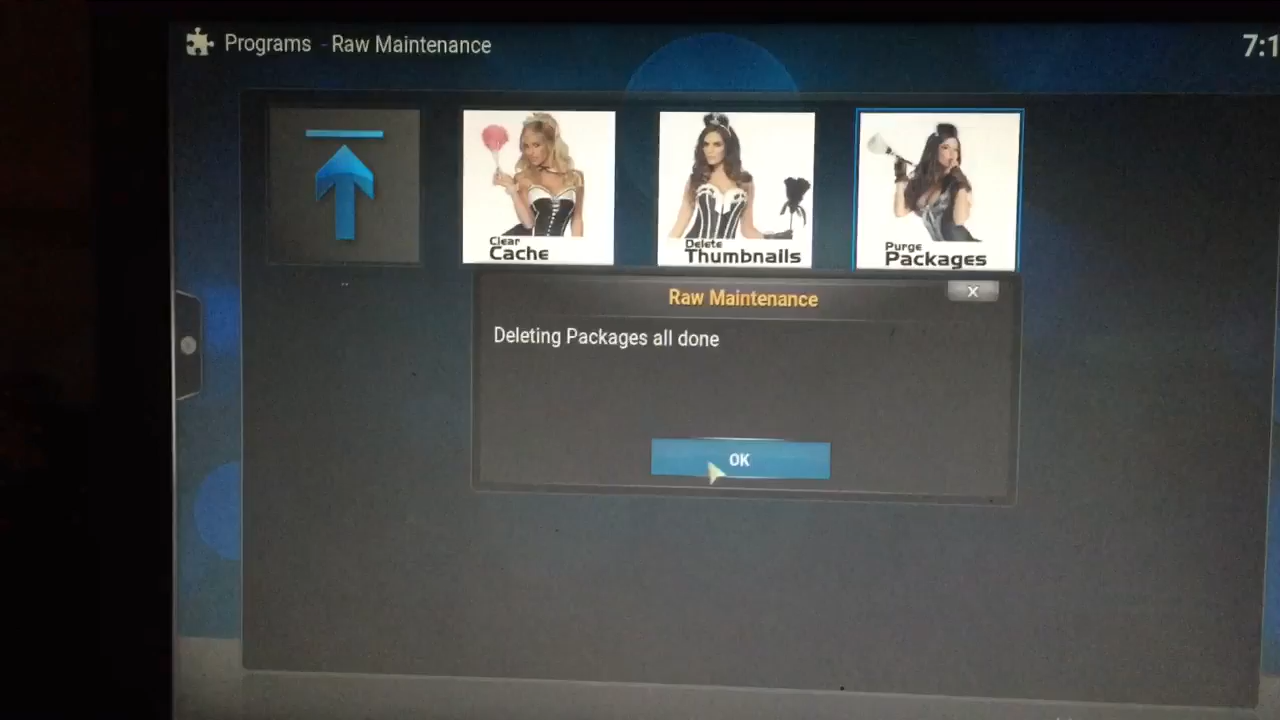 Programs - Raw Maintenance
7:1
Clear
Cache
Delete
Thumbnails
Purge
Packages
..
Raw Maintenance
X
Deleting Packages all done
OK